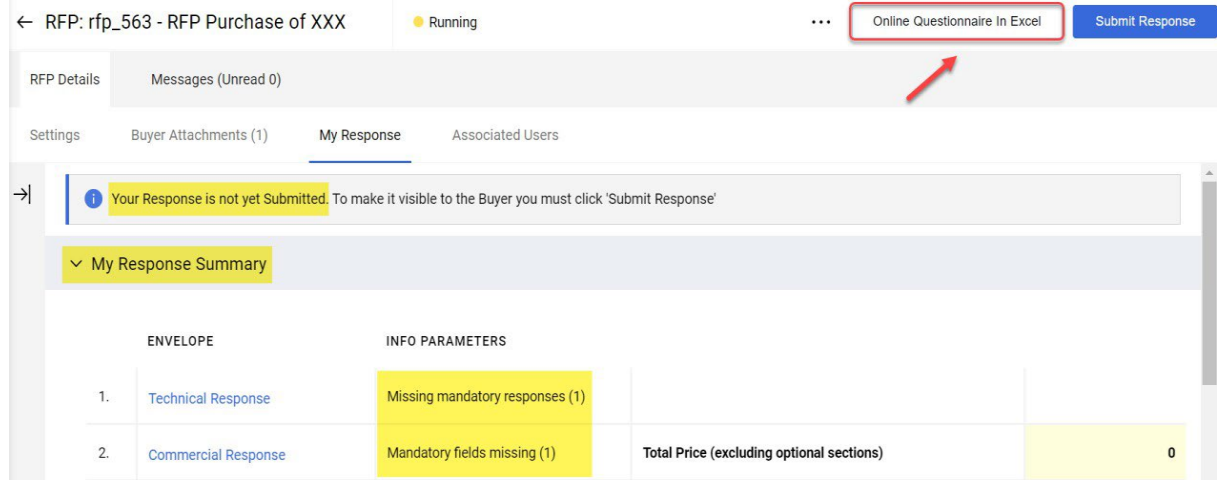 ← RFP: rfp_563 - RFP Purchase of XXX Running ... Online Questionnaire In Excel Submit Response
RFP Details Messages (Unread 0)
Settings Buyer Attachments (1) My Response Associated Users
Your Response is not yet Submitted. To make it visible to the Buyer you must click 'Submit Response'
My Response Summary
ENVELOPE INFO PARAMETERS
1. Technical Response Missing mandatory responses (1)
2. Commercial Response Mandatory fields missing (1) Total Price (excluding optional sections) 0